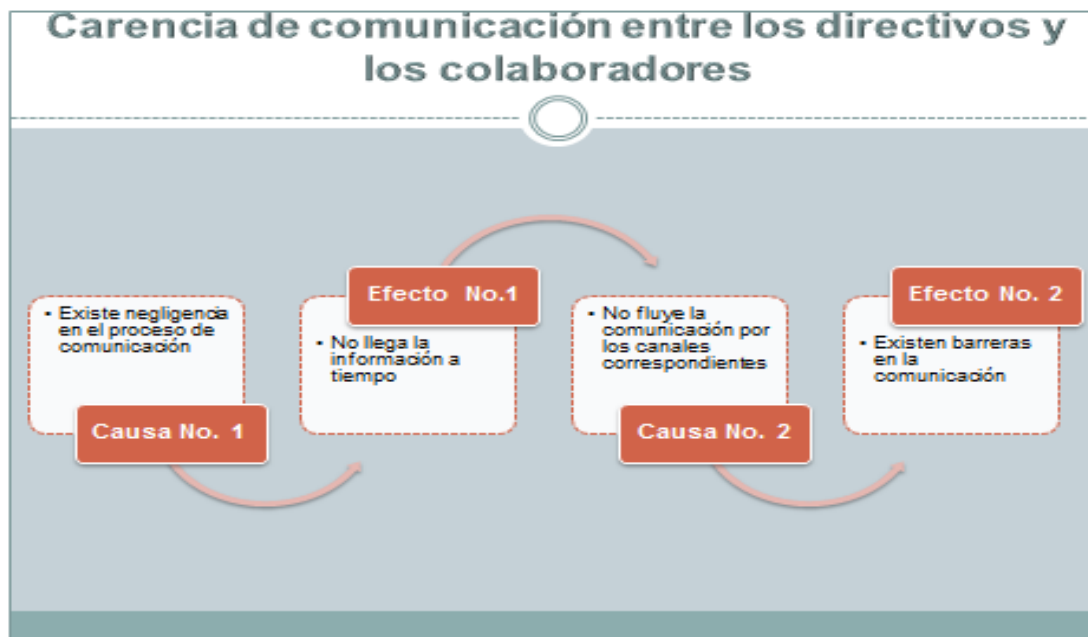 Carencia de comunicación entre los directivos y
los colaboradores
• Existe negligencia
en el proceso de
comunicación
Causa No. 1
Efecto No.1
• No llega la
información a
tiempo
• No fluye la
comunicación por
los canales
correspondientes
Causa No. 2
Efecto No. 2
• Existen barreras
en la
comunicación